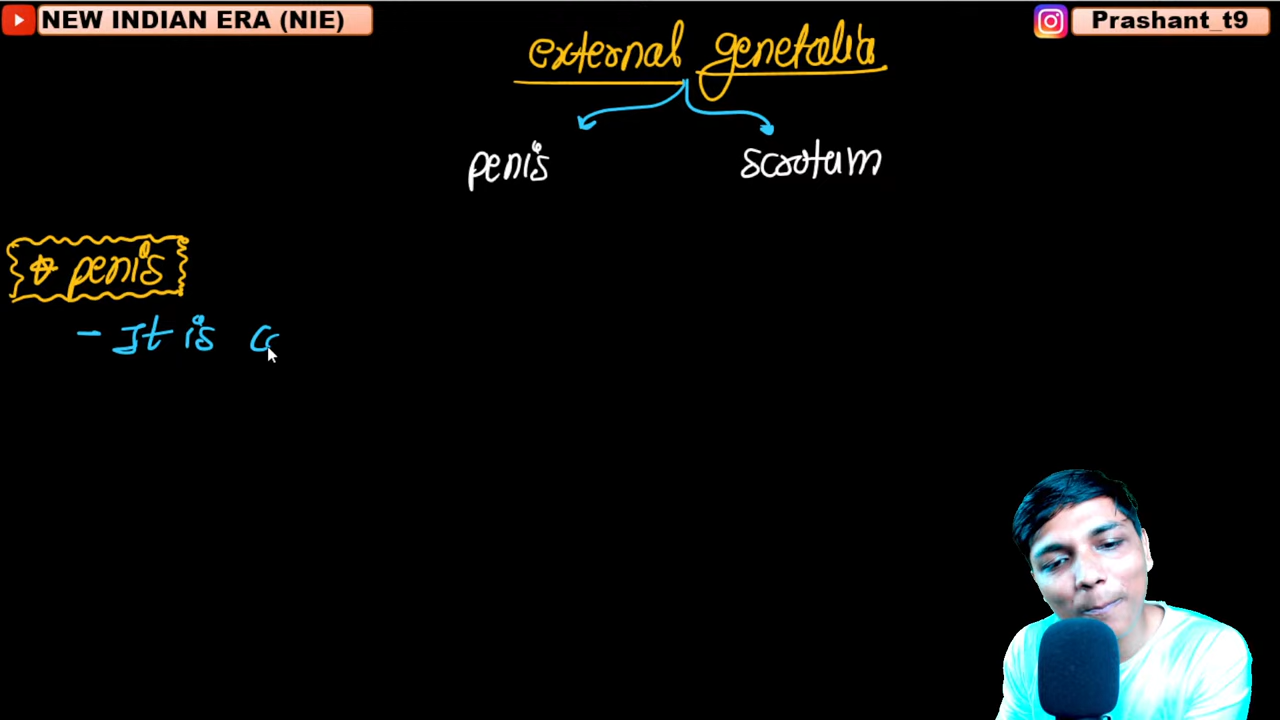 NEW INDIAN ERA (NIE)
Prashant_t9
external genetalia
penis
scrotum
penis
- It is a